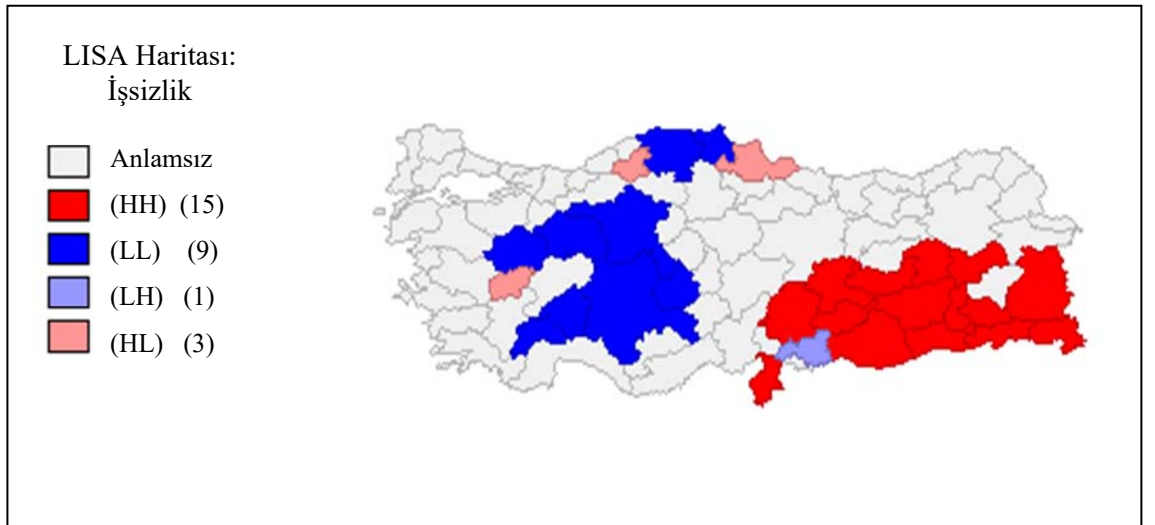 LISA Haritası:
İşsizlik
Anlamsız
(HH) (15)
(LL) (9)
(LH) (1)
(HL) (3)